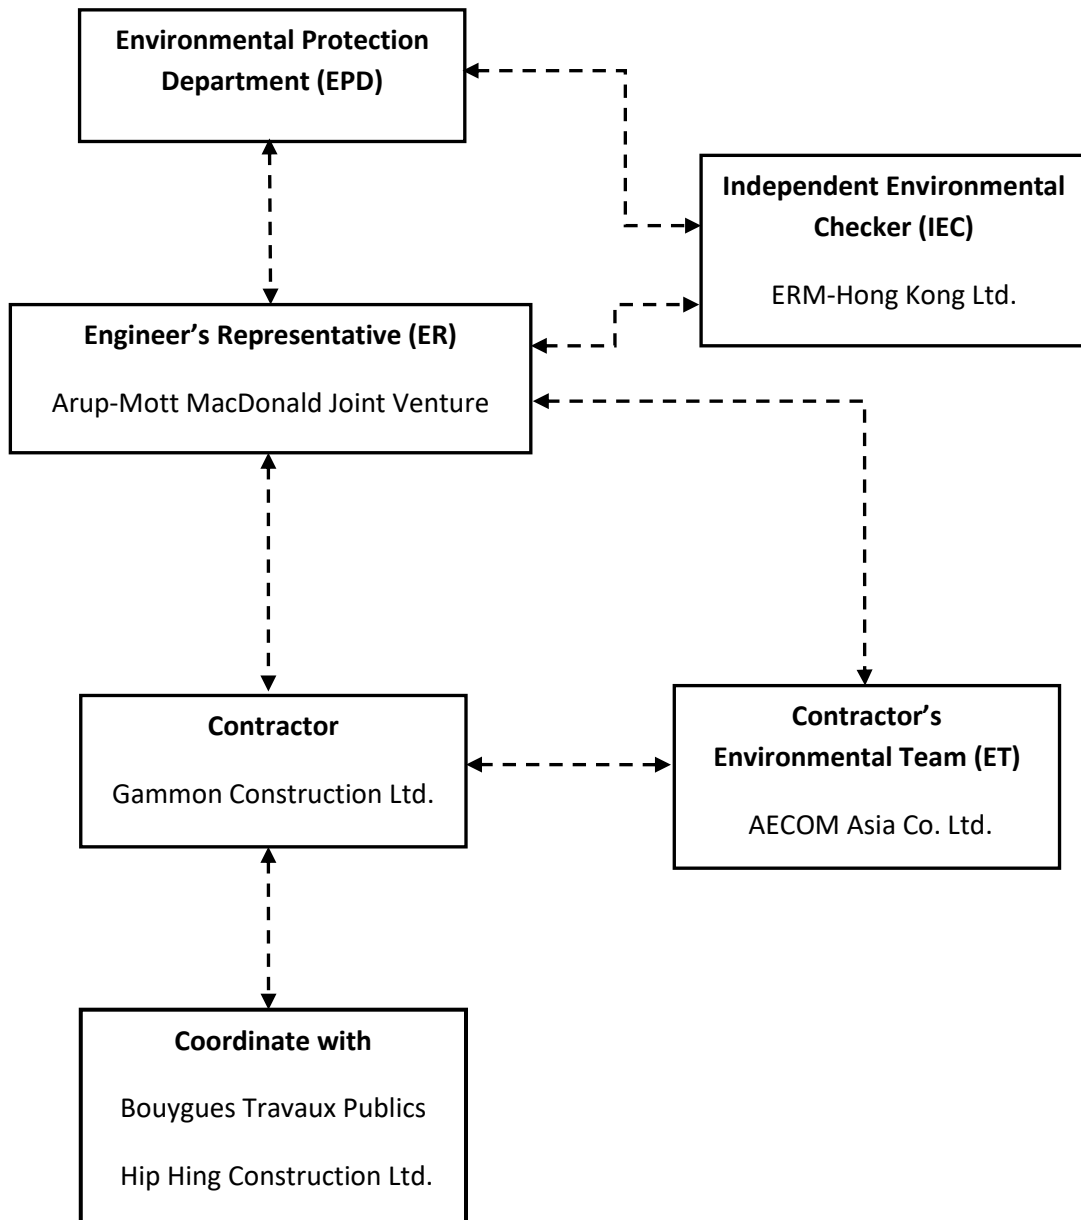 Environmental Protection
Department (EPD)
Independent Environmental
Checker (IEC)
ERM-Hong Kong Ltd.
Engineer’s Representative (ER)
Arup-Mott MacDonald Joint Venture
Contractor
Gammon Construction Ltd.
Contractor’s
Environmental Team (ET)
AECOM Asia Co. Ltd.
Coordinate with
Bouygues Travaux Publics
Hip Hing Construction Ltd.